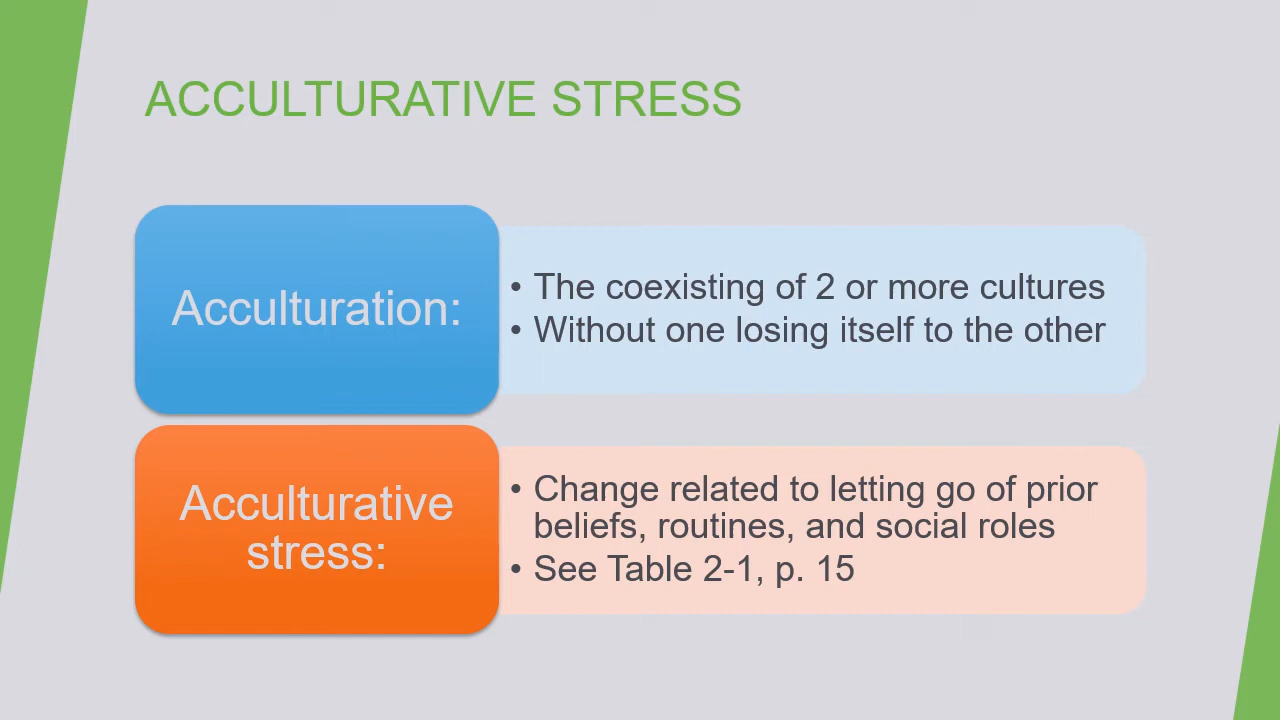 ACCULTURATIVE STRESS
Acculturation:
• The coexisting of 2 or more cultures
• Without one losing itself to the other
Acculturative
stress:
• Change related to letting go of prior
beliefs, routines, and social roles
• See Table 2-1, p. 15